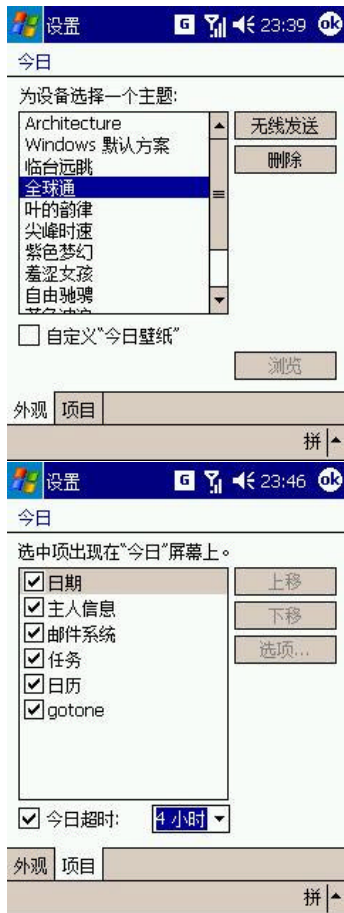 设置 G 23:39 ok
今日
为设备选择一个主题:
Architecture
无线发送
Windows 默认方案
删除
临台远眺
全球通
叶的韵律
尖峰时速
紫色梦幻
羞涩女孩
自由驰骋
自定义“今日壁纸”
浏览
外观 项目
拼
设置 G 23:46 ok
今日
选中项出现在“今日”屏幕上。
日期
上移
主人信息
下移
邮件系统
选项...
任务
日历
gotone
今日超时: 4 小时
外观 项目
拼